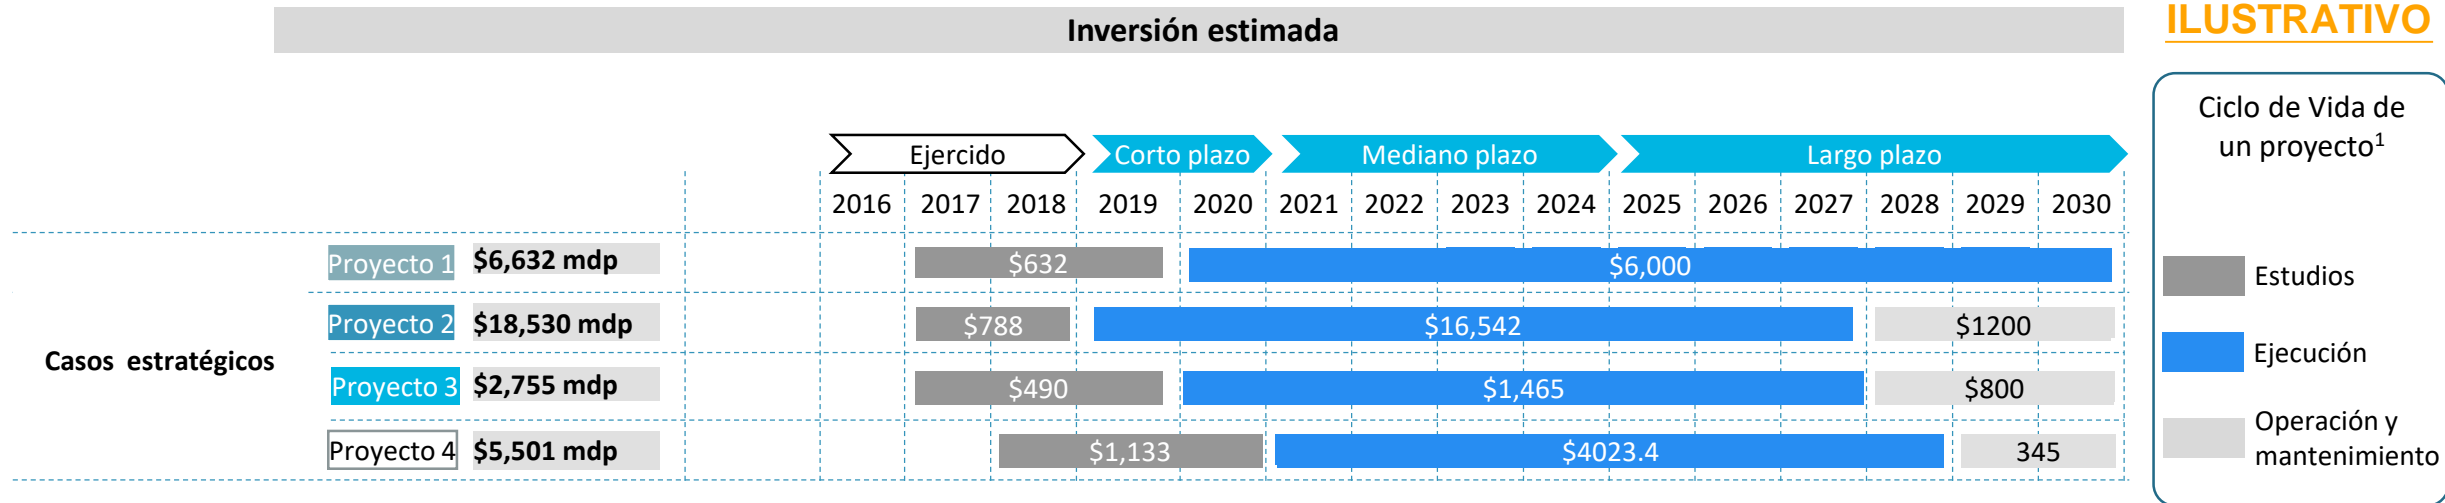 Inversión estimada
ILUSTRATIVO
Ciclo de Vida de
un proyecto1
Ejercido
Corto plazo
Mediano plazo
Largo plazo
2016 2017 2018 2019 2020 2021 2022 2023 2024 2025 2026 2027 2028 2029 2030
Casos estratégicos
Proyecto 1 $6,632 mdp $632 $6,000
Proyecto 2 $18,530 mdp $788 $16,542 $1200
Proyecto 3 $2,755 mdp $490 $1,465 $800
Proyecto 4 $5,501 mdp $1,133 $4023.4 345
Estudios
Ejecución
Operación y
mantenimiento